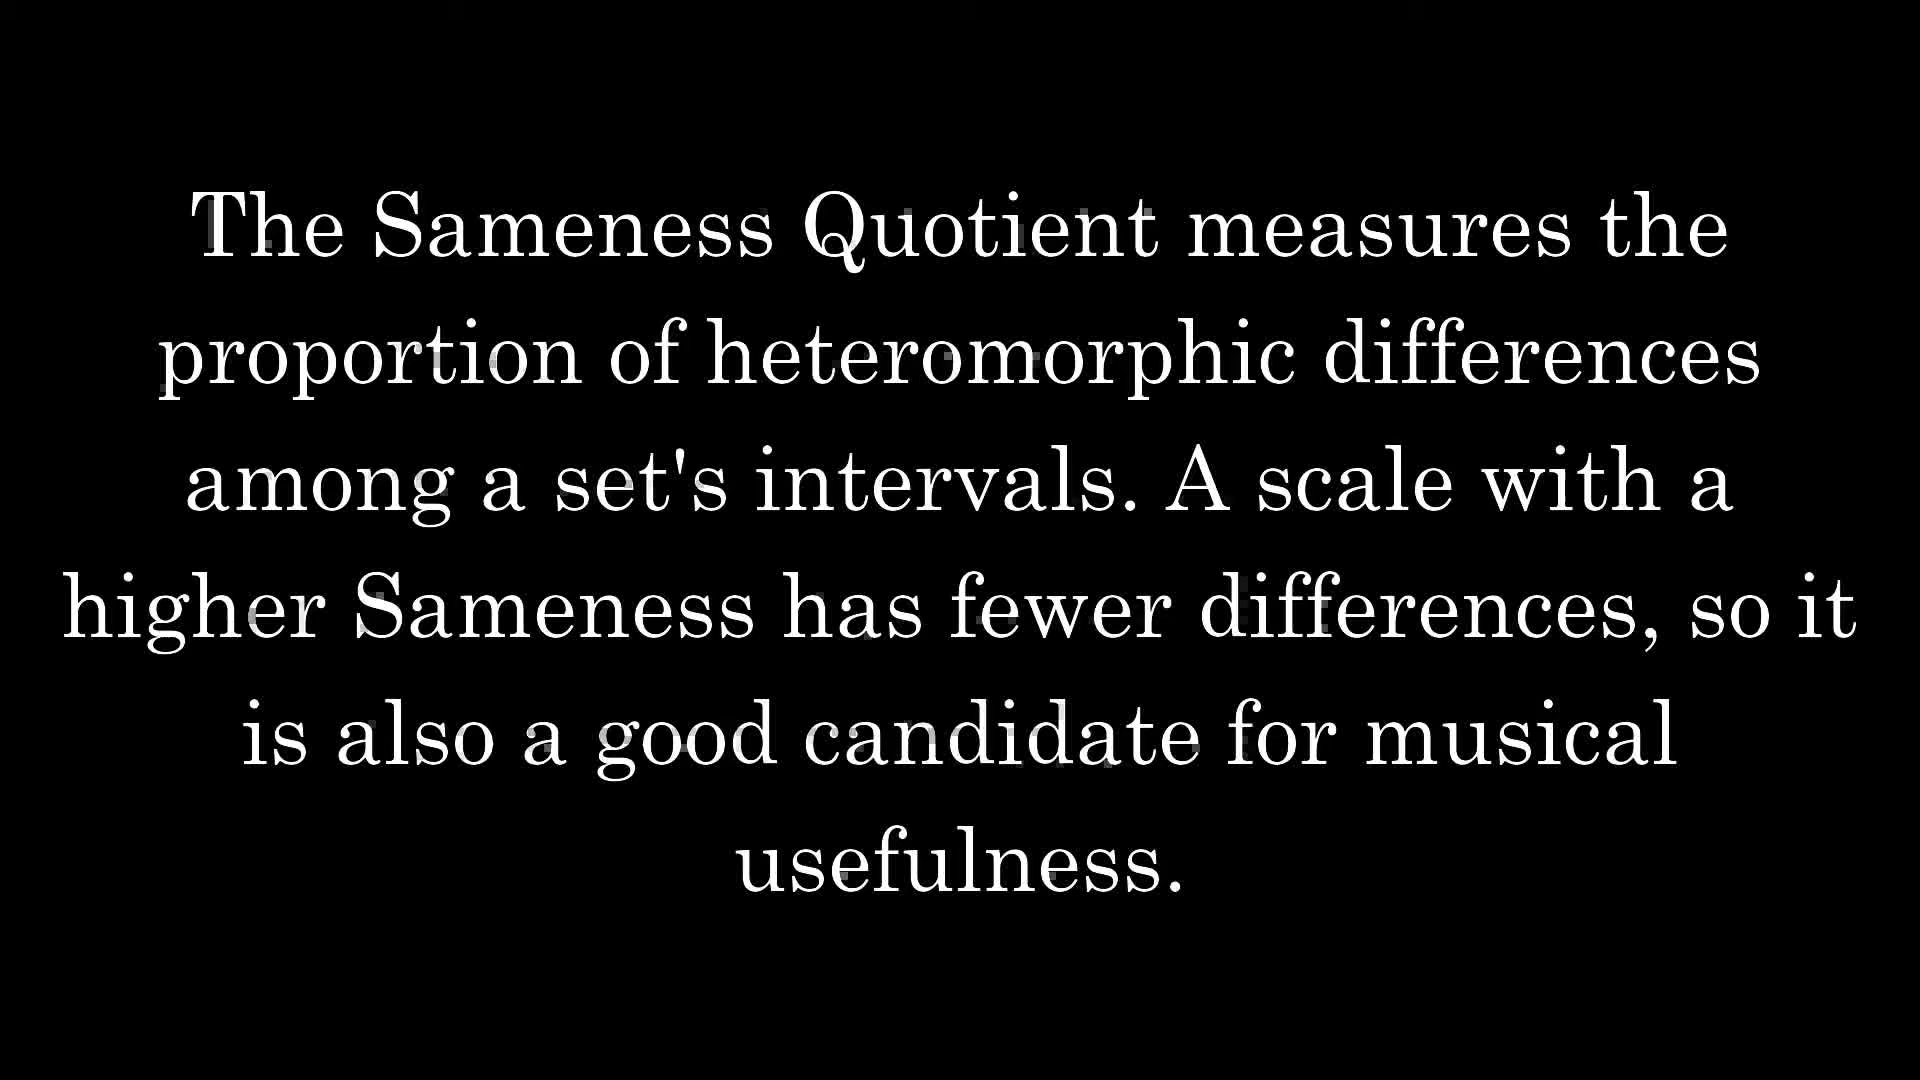 The Sameness Quotient measures the
proportion of heteromorphic differences
among a set's intervals. A scale with a
higher Sameness has fewer differences, so it
is also a good candidate for musical
usefulness.